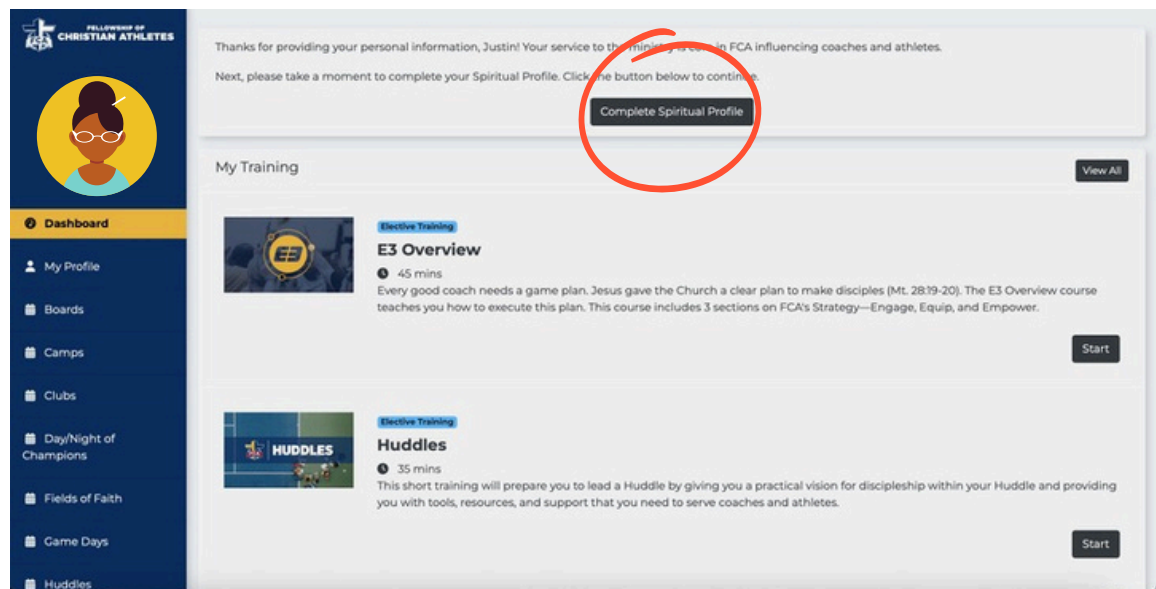 FELLOWSHIP OF
CHRISTIAN ATHLETES
Thanks for providing your personal information, Justin! Your service to the ministry is core in FCA influencing coaches and athletes.
Next, please take a moment to complete your Spiritual Profile. Click the button below to continue.
Complete Spiritual Profile
My Training
View All
Dashboard
My Profile
Boards
Camps
Clubs
Day/Night of
Champions
Fields of Faith
Game Days
Huddles
E3
Elective Training
E3 Overview
45 mins
Every good coach needs a game plan. Jesus gave the Church a clear plan to make disciples (Mt. 28:19-20). The E3 Overview course
teaches you how to execute this plan. This course includes 3 sections on FCA's Strategy—Engage, Equip, and Empower.
Start
HUDDLES
Elective Training
Huddles
35 mins
This short training will prepare you to lead a Huddle by giving you a practical vision for discipleship within your Huddle and providing
you with tools, resources, and support that you need to serve coaches and athletes.
Start